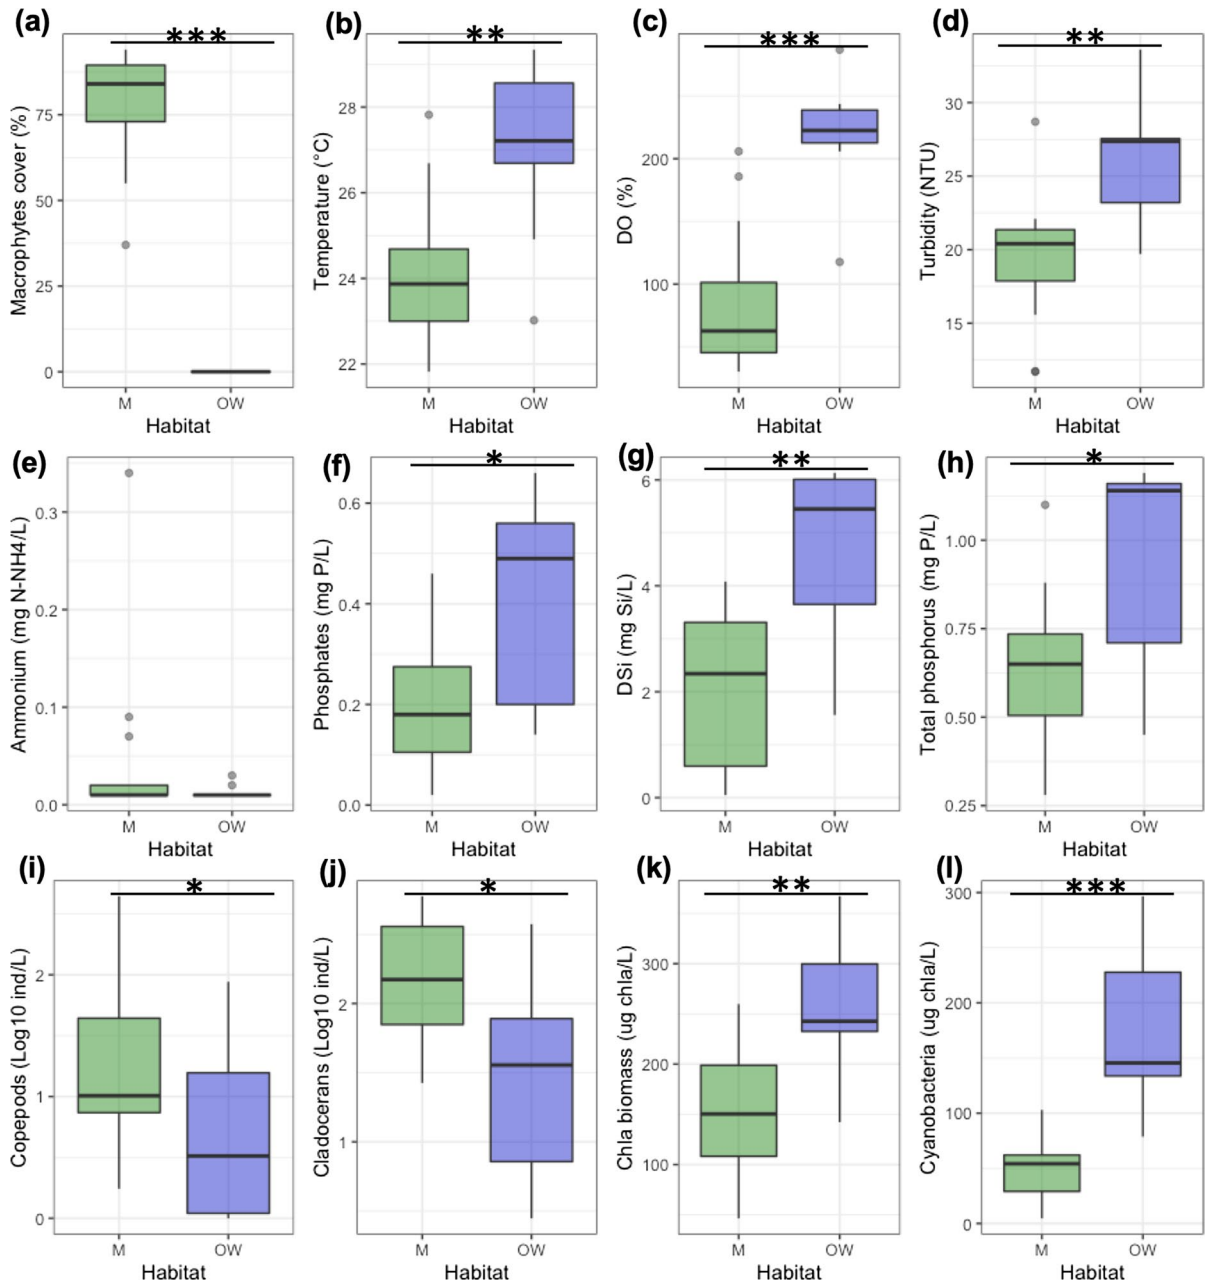 (a)
***
Macrophytes cover (%)
75
50
25
0
M
OW
Habitat
(b)
**
Temperature (°C)
28
26
24
22
M
OW
Habitat
(c)
***
DO (%)
200
100
M
OW
Habitat
(d)
**
Turbidity (NTU)
30
25
20
15
M
OW
Habitat
(e)
Ammonium (mg N-NH4/L)
0.3
0.2
0.1
0.0
M
OW
Habitat
(f)
*
Phosphates (mg P/L)
0.6
0.4
0.2
0.0
M
OW
Habitat
(g)
**
DSi (mg Si/L)
6
4
2
0
M
OW
Habitat
(h)
*
Total phosphorus (mg P/L)
1.00
0.75
0.50
0.25
M
OW
Habitat
(i)
*
Copepods (Log10 ind/L)
2
1
0
M
OW
Habitat
(j)
*
Cladocerans (Log10 ind/L)
2
1
M
OW
Habitat
(k)
**
Chla biomass (ug chla/L)
300
200
100
M
OW
Habitat
(l)
***
Cyanobacteria (ug chla/L)
300
200
100
0
M
OW
Habitat